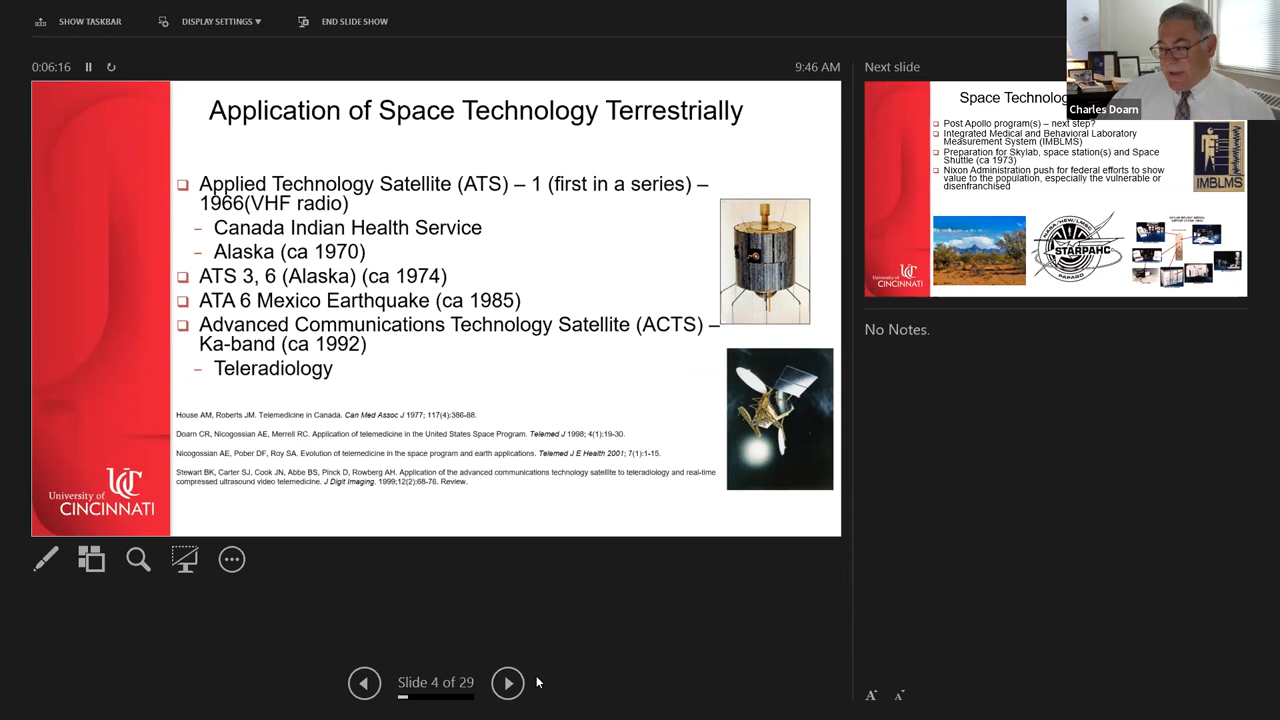 SHOW TASKBAR
DISPLAY SETTINGS ▼
END SLIDE SHOW
0:06:16
9:46 AM
Application of Space Technology Terrestrially
Applied Technology Satellite (ATS) – 1 (first in a series) –
1966(VHF radio)
– Canada Indian Health Service
– Alaska (ca 1970)
ATS 3, 6 (Alaska) (ca 1974)
ATA 6 Mexico Earthquake (ca 1985)
Advanced Communications Technology Satellite (ACTS) –
Ka-band (ca 1992)
– Teleradiology
House AM, Roberts JM. Telemedicine in Canada. Can Med Assoc J 1977; 117(4):386-88.
Doarn CR, Nicogossian AE, Merrell RC. Application of telemedicine in the United States Space Program. Telemed J 1998; 4(1):19-30.
Nicogossian AE, Pober DF, Roy SA. Evolution of telemedicine in the space program and earth applications. Telemed J E Health 2001; 7(1):1-15.
Stewart BK, Carter SJ, Cook JN, Abbe BS, Pinck D, Rowberg AH. Application of the advanced communications technology satellite to teleradiology and real-time
compressed ultrasound video telemedicine. J Digit Imaging. 1999;12(2):68-76. Review.
UC
University of
CINCINNATI
Slide 4 of 29
Next slide
Charles Doarn
Space Technolog
Post Apollo program(s) – next step?
Integrated Medical and Behavioral Laboratory
Measurement System (IMBLMS)
Preparation for Skylab, space station(s) and Space
Shuttle (ca 1973)
Nixon Administration push for federal efforts to show
value to the population, especially the vulnerable or
disenfranchised
IMBLMS
STARPAHC
PAPAGO
UC
University of
CINCINNATI
No Notes.
A
A